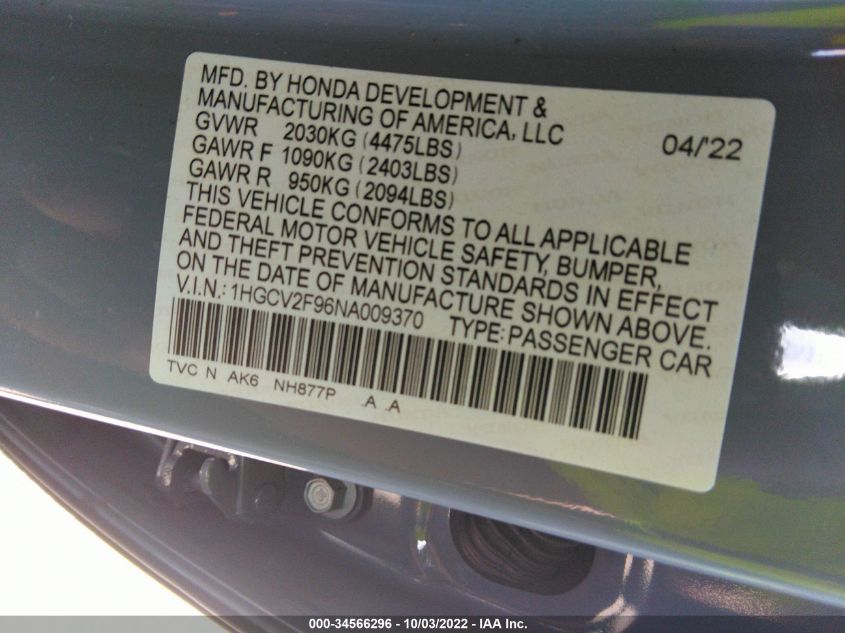 MFD. BY HONDA DEVELOPMENT &
MANUFACTURING OF AMERICA, LLC 04/'22
GVWR 2030KG (4475LBS)
GAWR F 1090KG (2403LBS)
GAWR R 950KG (2094LBS)
THIS VEHICLE CONFORMS TO ALL APPLICABLE
FEDERAL MOTOR VEHICLE SAFETY, BUMPER,
AND THEFT PREVENTION STANDARDS IN EFFECT
ON THE DATE OF MANUFACTURE SHOWN ABOVE.
V.I.N.: 1HGCV2F96NA009370 TYPE: PASSENGER CAR
TVC N AK6 NH877P .A .A
000-34566296 - 10/03/2022 - IAA Inc.